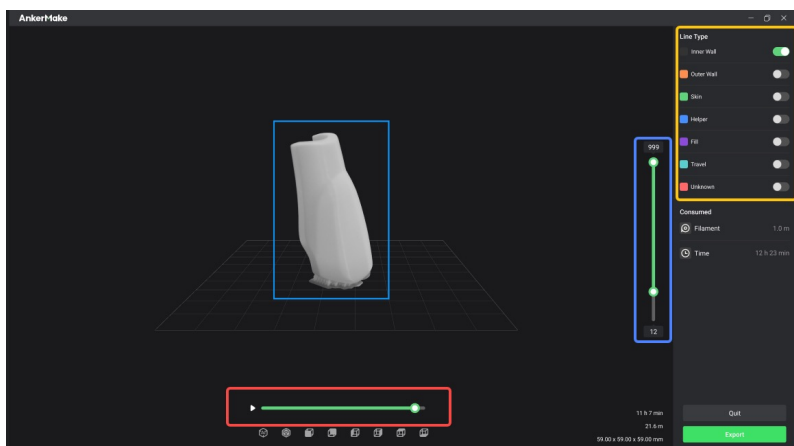 AnkerMake
Line Type
Inner Wall
Outer Wall
Skin
Helper
Fill
Travel
Unknown
999
12
Consumed
Filament 1.0 m
Time 12 h 23 min
11 h 7 min
21.6 m
59.00 x 59.00 x 59.00 mm
Quit
Export